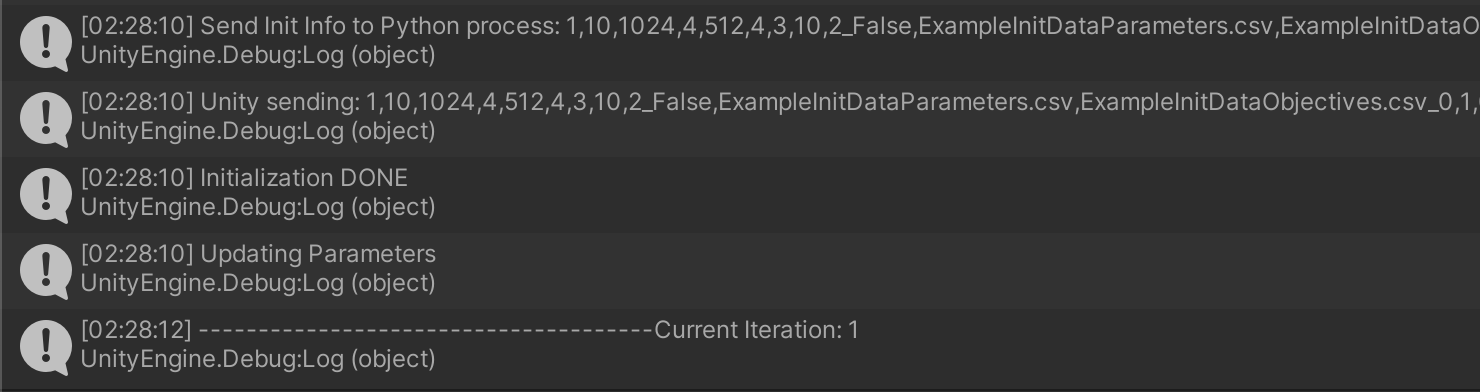 [02:28:10] Send Init Info to Python process: 1,10,1024,4,512,4,3,10,2_False,ExampleInitDataParameters.csv,ExampleInitDataO
UnityEngine.Debug:Log (object)
[02:28:10] Unity sending: 1,10,1024,4,512,4,3,10,2_False,ExampleInitDataParameters.csv,ExampleInitDataObjectives.csv_0,1,
UnityEngine.Debug:Log (object)
[02:28:10] Initialization DONE
UnityEngine.Debug:Log (object)
[02:28:10] Updating Parameters
UnityEngine.Debug:Log (object)
[02:28:12] --------------------------------------Current Iteration: 1
UnityEngine.Debug:Log (object)